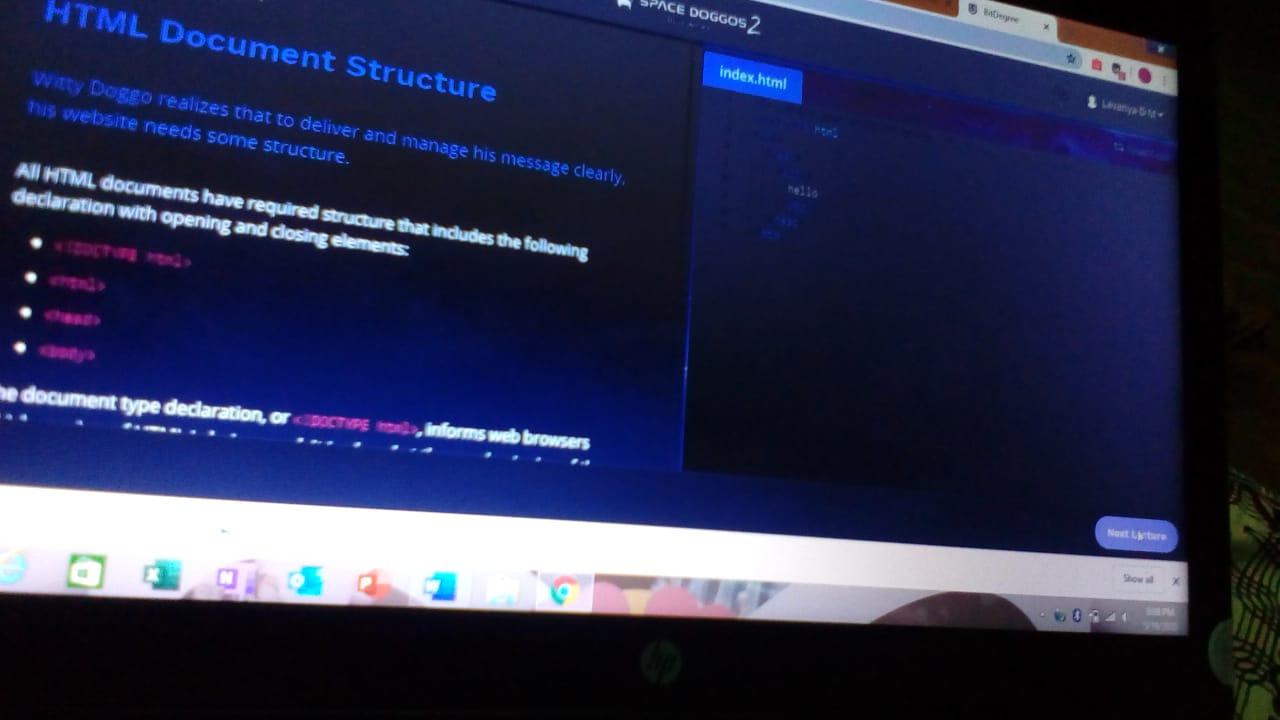 SPACE DOGGOS 2
BitDegree
HTML Document Structure
Witty Doggo realizes that to deliver and manage his message clearly,
his website needs some structure.
All HTML documents have required structure that includes the following
declaration with opening and closing elements:
<!DOCTYPE html>
<html>
<head>
<body>
he document type declaration, or <!DOCTYPE html>, informs web browsers
index.html
Lavanya D M
html
hello
Next Lecture
Show all
hp